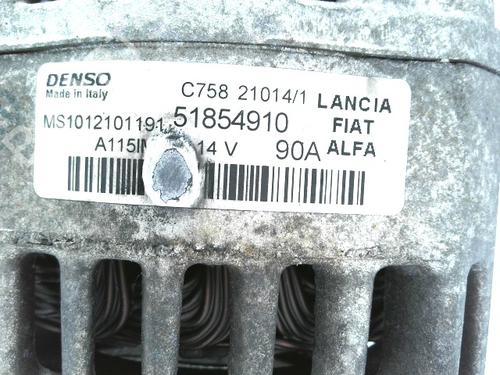 DENSO
Made in Italy
C758 21014/1
LANCIA
MS1012101191 51854910
FIAT
14 V
90A
ALFA